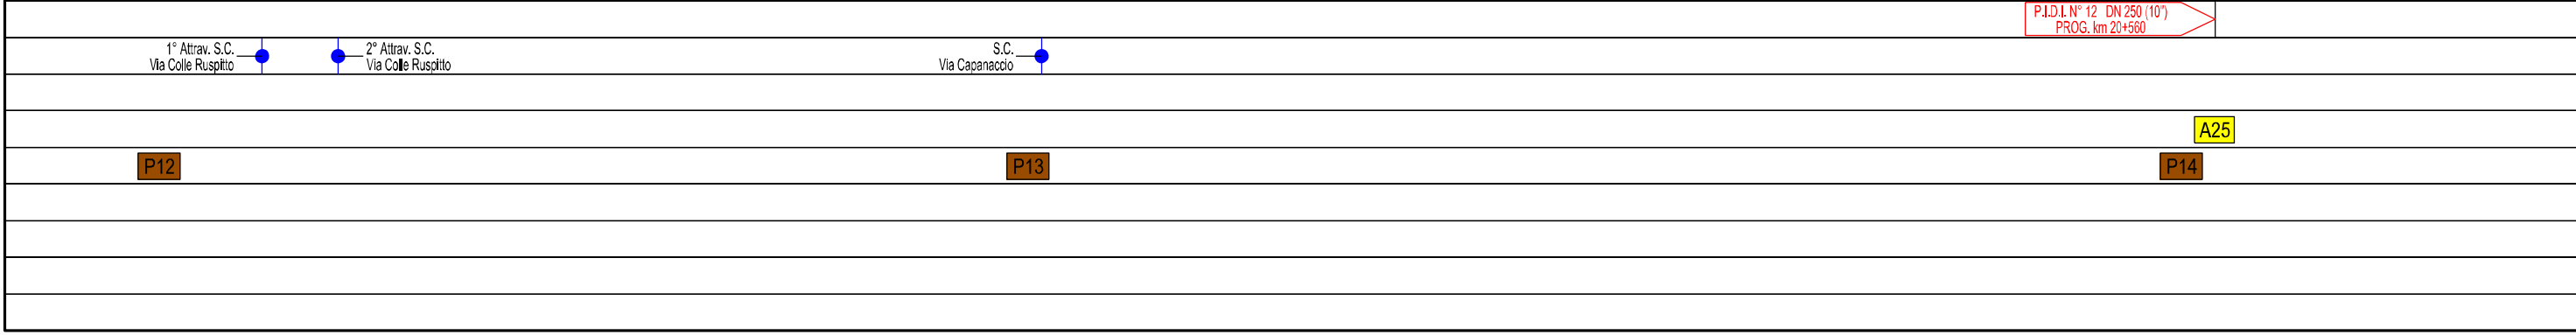 P.I.D.I. N° 12 DN 250 (10")
PROG. km 20+560
1° Attrav. S.C.
Via Colle Ruspitto
2° Attrav. S.C.
Via Colle Ruspitto
S.C.
Via Capanaccio
A25
P12
P13
P14